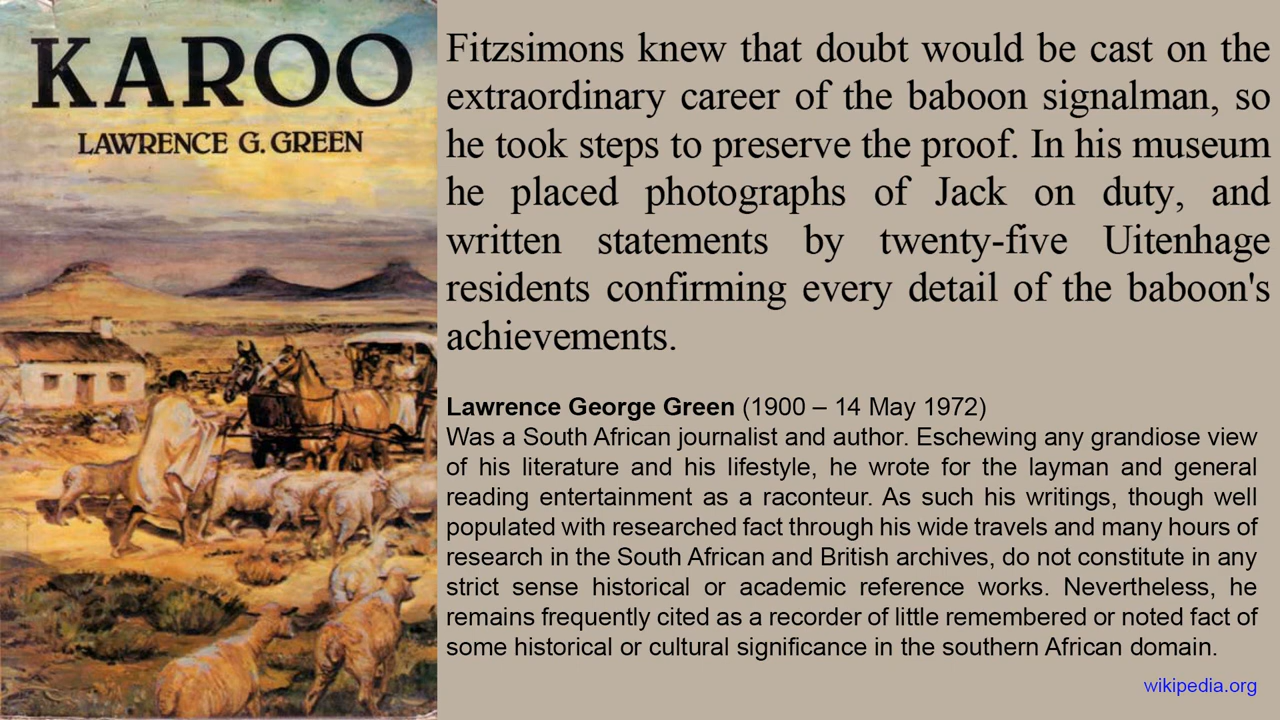 KAROO
LAWRENCE G. GREEN
Fitzsimons knew that doubt would be cast on the
extraordinary career of the baboon signalman, so
he took steps to preserve the proof. In his museum
he placed photographs of Jack on duty, and
written statements by twenty-five Uitenhage
residents confirming every detail of the baboon's
achievements.
Lawrence George Green (1900 – 14 May 1972)
Was a South African journalist and author. Eschewing any grandiose view
of his literature and his lifestyle, he wrote for the layman and general
reading entertainment as a raconteur. As such his writings, though well
populated with researched fact through his wide travels and many hours of
research in the South African and British archives, do not constitute in any
strict sense historical or academic reference works. Nevertheless, he
remains frequently cited as a recorder of little remembered or noted fact of
some historical or cultural significance in the southern African domain.
wikipedia.org